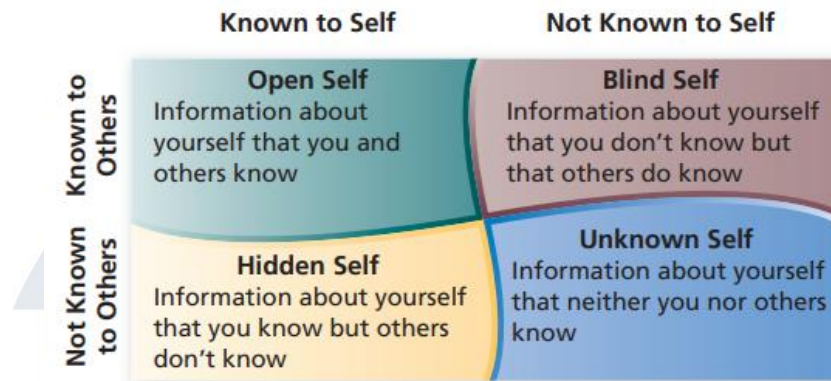 Known to Self
Not Known to Self
Known to
Others
Open Self
Information about
yourself that you and
others know
Blind Self
Information about yourself
that you don't know but
that others do know
Not Known
to Others
Hidden Self
Information about yourself
that you know but others
don't know
Unknown Self
Information about yourself
that neither you nor others
know